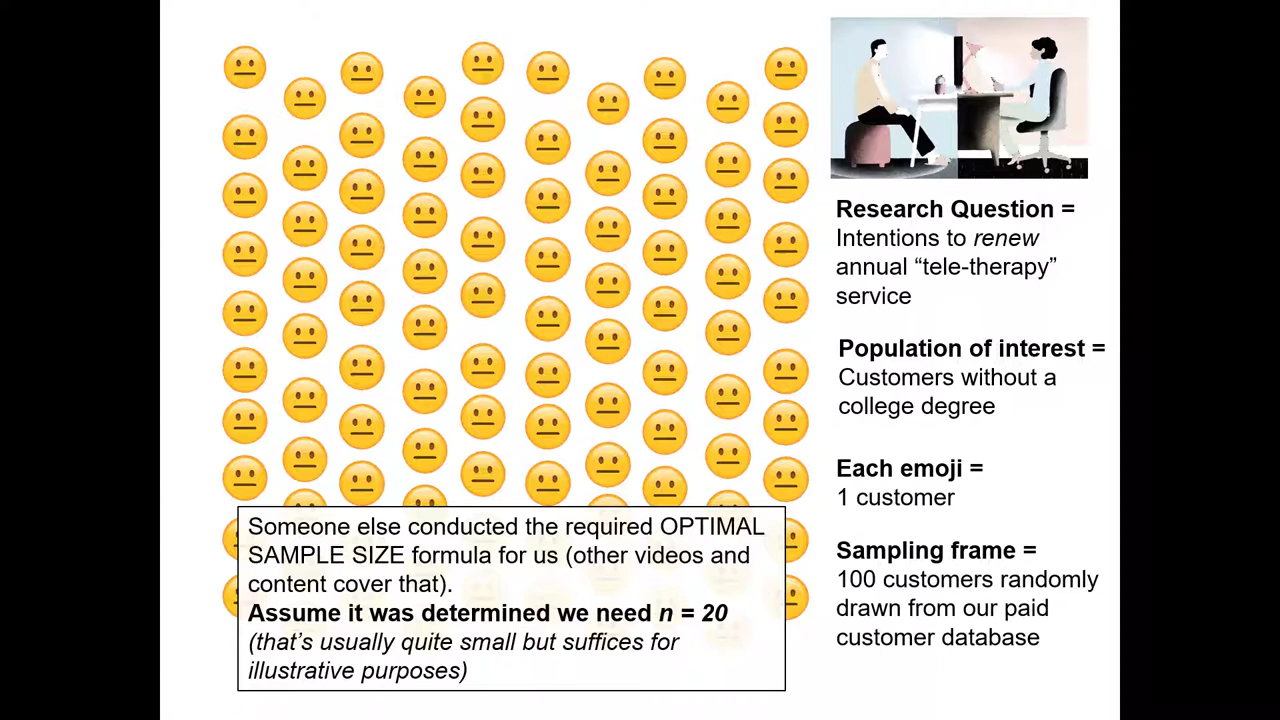 Research Question =
Intentions to renew
annual “tele-therapy”
service
Population of interest =
Customers without a
college degree
Each emoji =
1 customer
Sampling frame =
100 customers randomly
drawn from our paid
customer database
Someone else conducted the required OPTIMAL
SAMPLE SIZE formula for us (other videos and
content cover that).
Assume it was determined we need n = 20
(that’s usually quite small but suffices for
illustrative purposes)